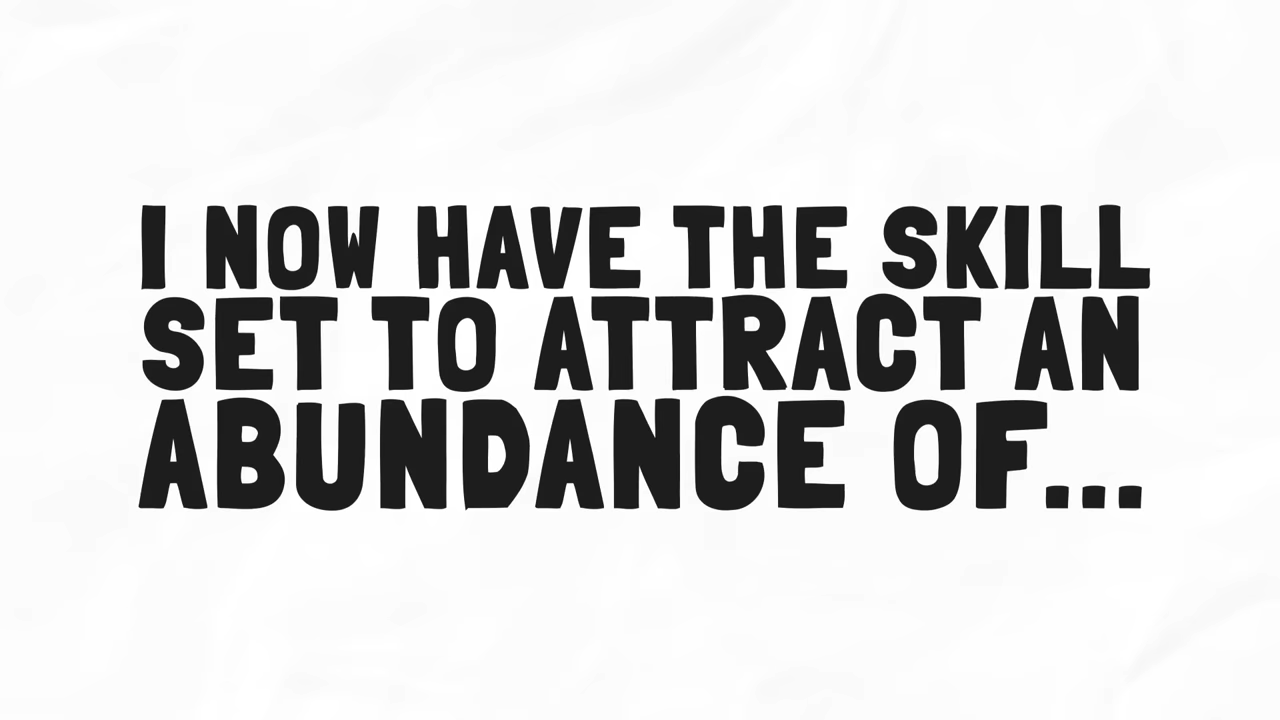 I NOW HAVE THE SKILL
SET TO ATTRACT AN
ABUNDANCE OF...